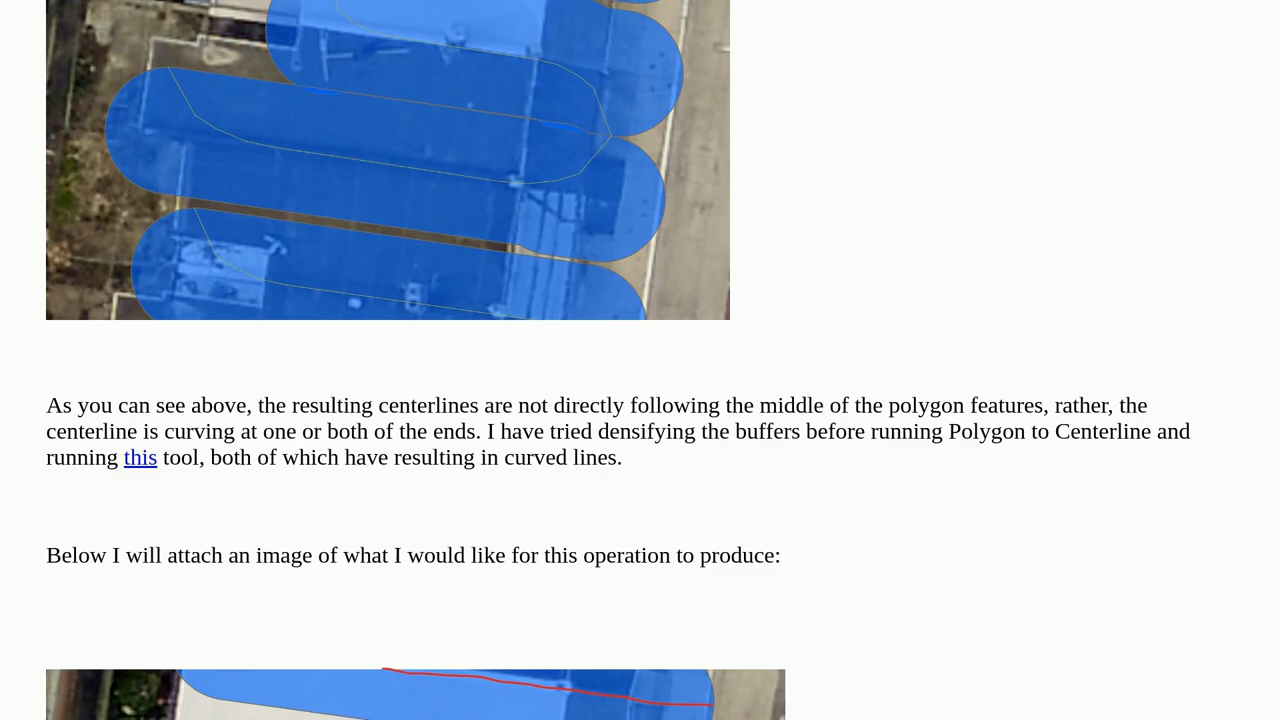 As you can see above, the resulting centerlines are not directly following the middle of the polygon features, rather, the
centerline is curving at one or both of the ends. I have tried densifying the buffers before running Polygon to Centerline and
running this tool, both of which have resulting in curved lines.
Below I will attach an image of what I would like for this operation to produce: